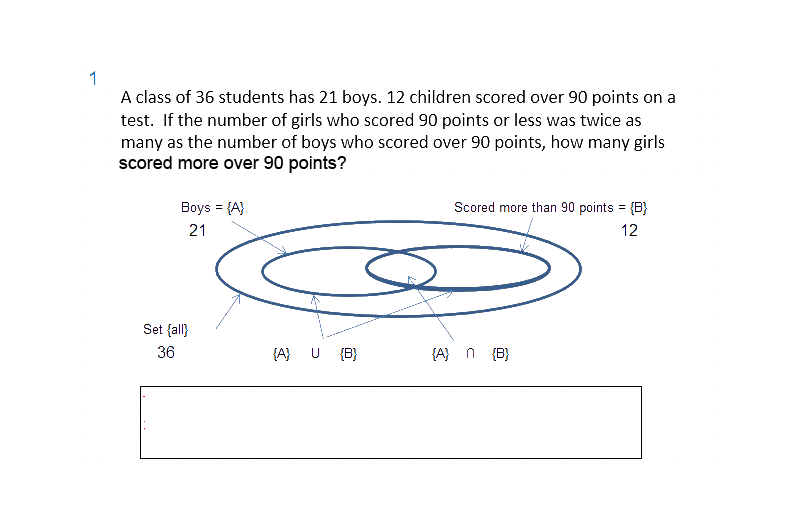 1
A class of 36 students has 21 boys. 12 children scored over 90 points on a
test.  If the number of girls who scored 90 points or less was twice as
many as the number of boys who scored over 90 points, how many girls
scored more over 90 points?
Boys = {A}
Scored more than 90 points = {B}
21
12
Set {all}
36
{A} U {B}
{A} ∩ {B}